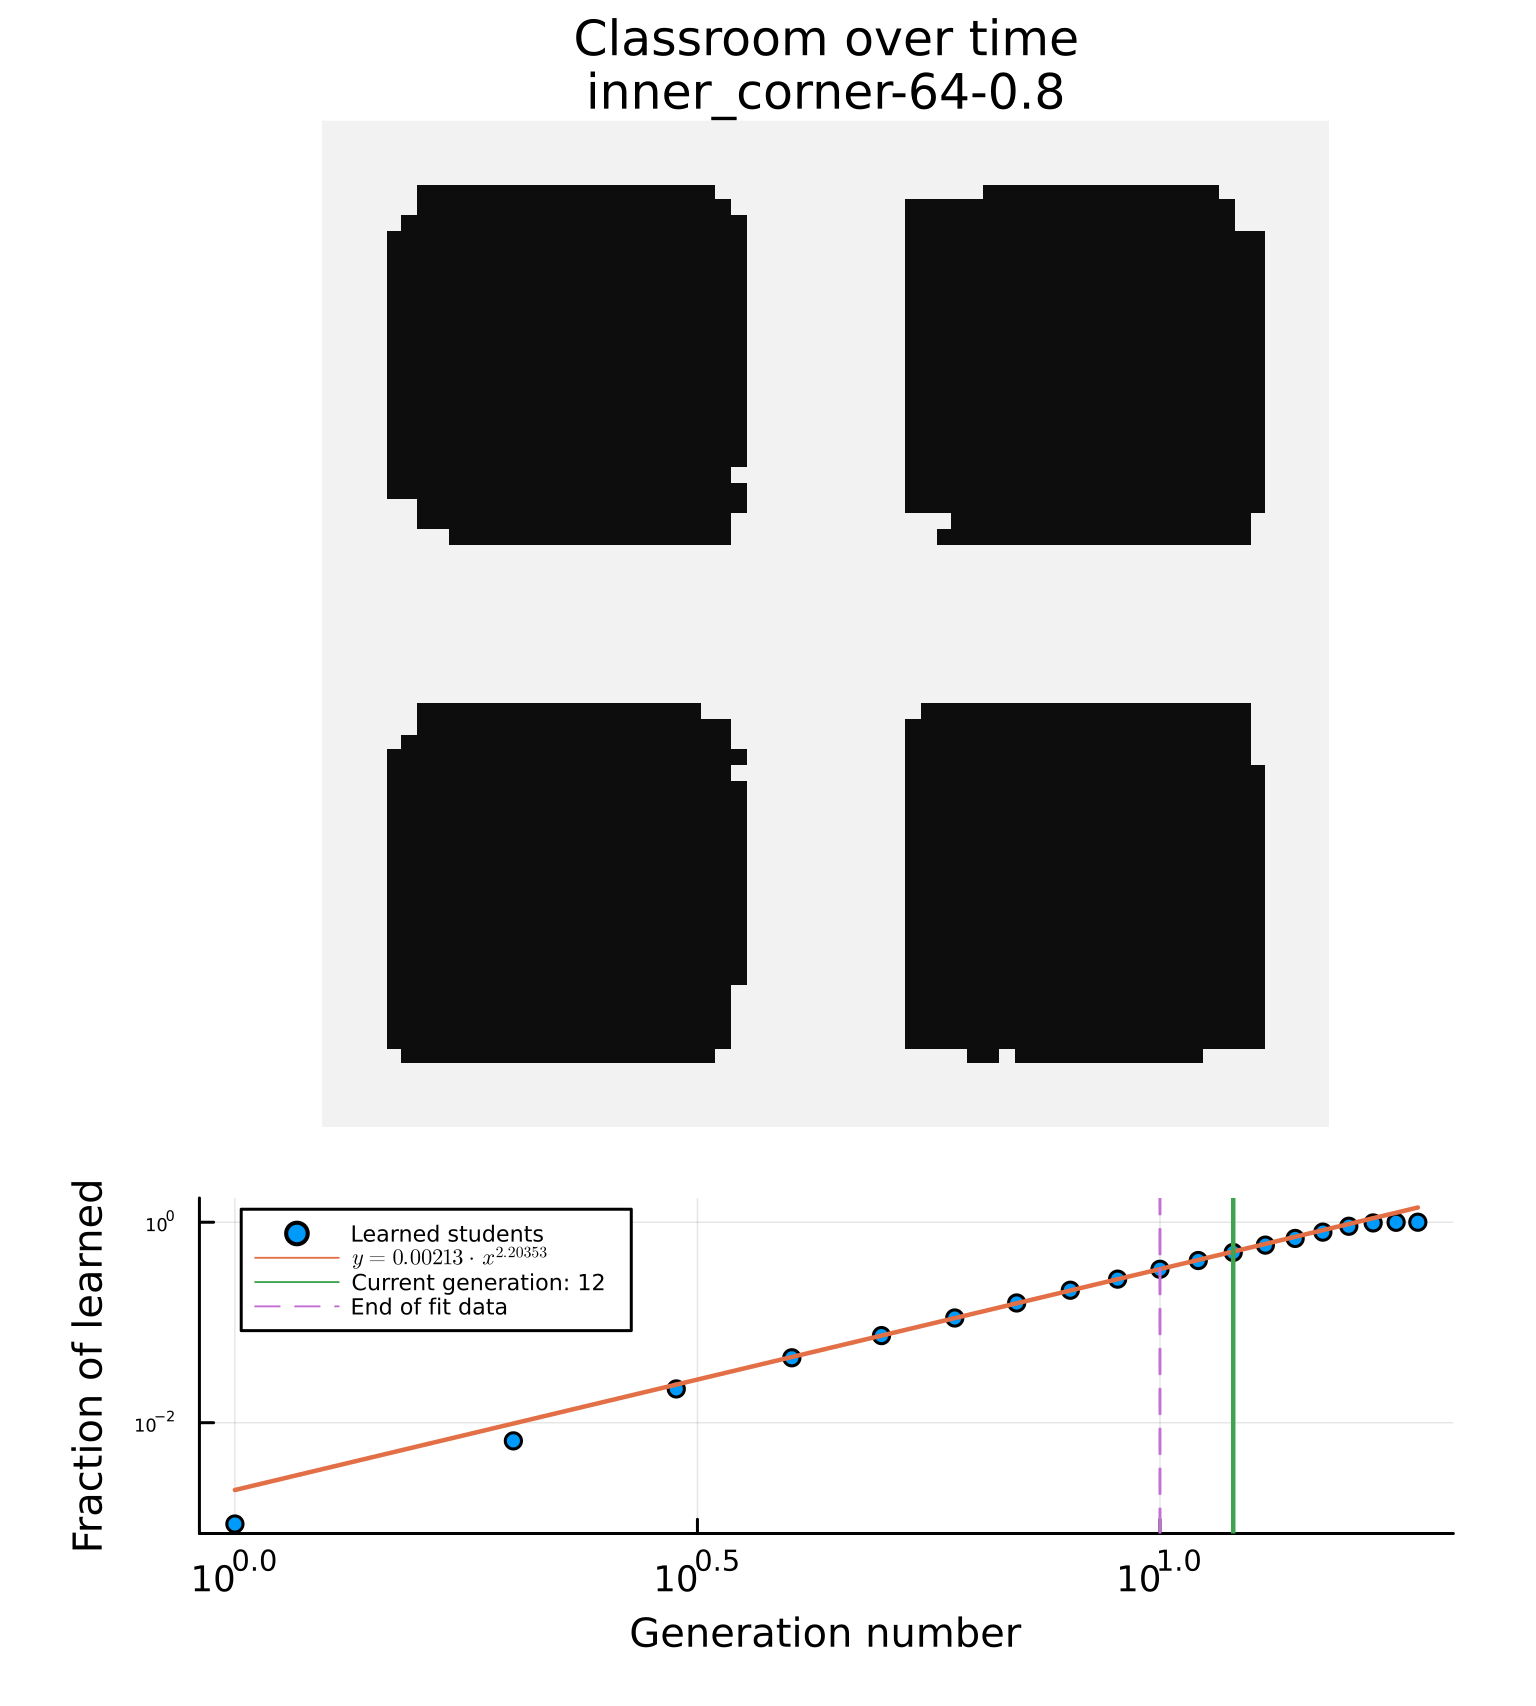 Classroom over time
inner_corner-64-0.8
Fraction of learned
10^0
10^−2
Learned students
y = 0.00213 · x^2.20353
Current generation: 12
End of fit data
10^0.0
10^0.5
10^1.0
Generation number